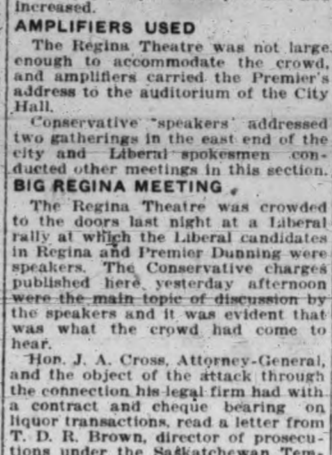 increased.
AMPLIFIERS USED
The Regina Theatre was not large
enough to accommodate the crowd,
and amplifiers carried the Premier's
address to the auditorium of the City
Hall.
Conservative speakers addressed
two gatherings in the east end of the
city and Liberal spokesmen con-
ducted other meetings in this section.
BIG REGINA MEETING
The Regina Theatre was crowded
to the doors last night at a Liberal
rally at which the Liberal candidates
in Regina and Premier Dunning were
speakers. The Conservative charges
published here yesterday afternoon
were the main topic of discussion by
the speakers and it was evident that
was what the crowd had come to
hear.
Hon. J. A. Cross, Attorney-General,
and the object of the attack through
the connection his legal firm had with
a contract and cheque bearing on
liquor transactions, read a letter from
T. D. R. Brown, director of prosecu-
tions under the Saskatchewan Tem-